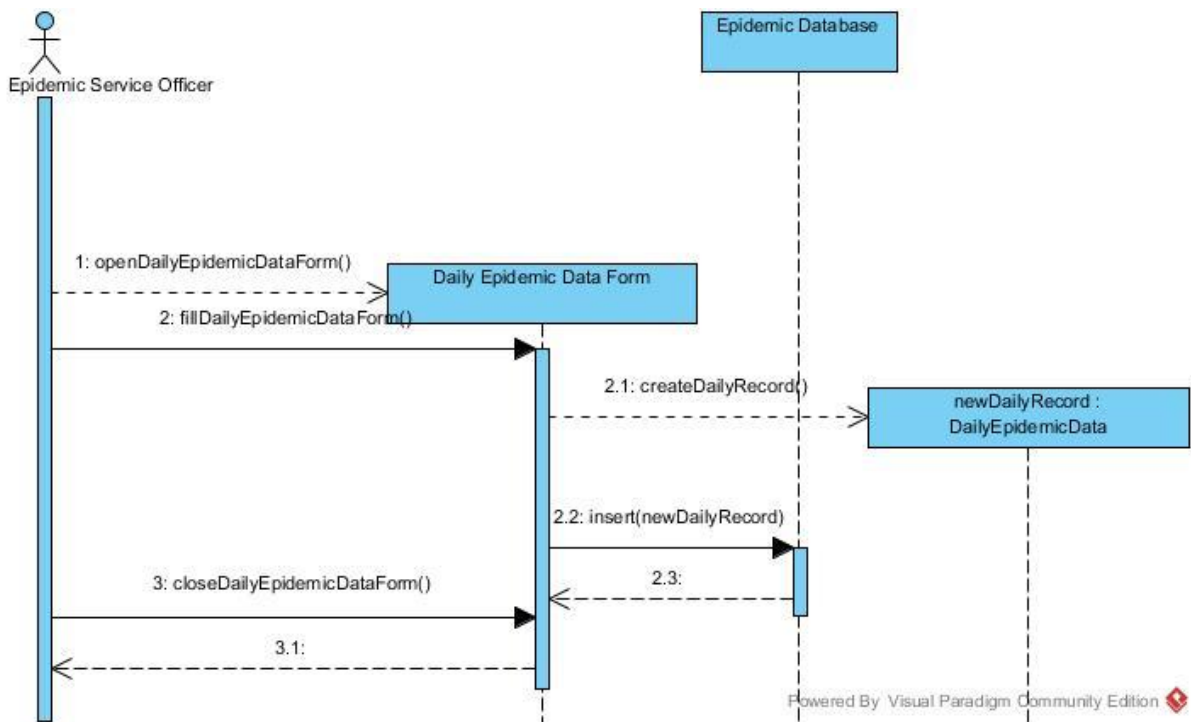 Epidemic Database
Epidemic Service Officer
1: openDailyEpidemicDataForm()
Daily Epidemic Data Form
2: fillDailyEpidemicDataForm()
2.1: createDailyRecord()
newDailyRecord :
DailyEpidemicData
2.2: insert(newDailyRecord)
2.3:
3: closeDailyEpidemicDataForm()
3.1:
Powered By Visual Paradigm Community Edition